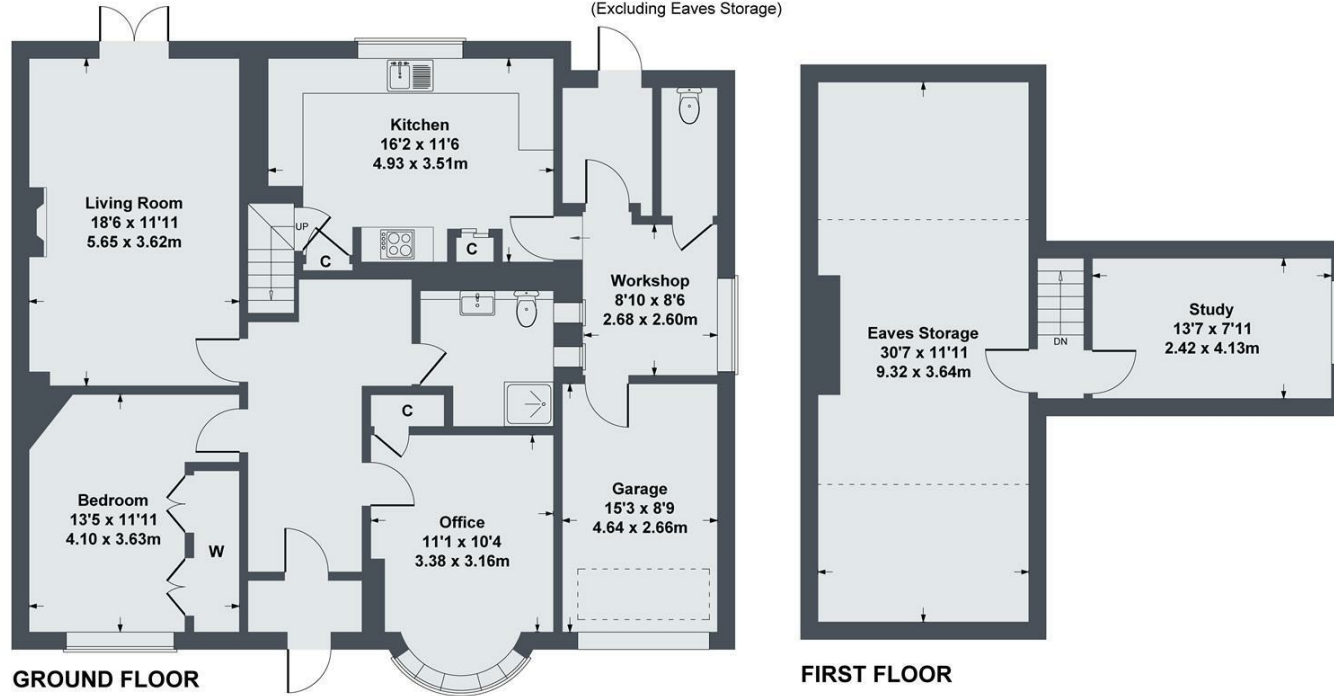 (Excluding Eaves Storage)
Kitchen
16'2 x 11'6
4.93 x 3.51m
Living Room
18'6 x 11'11
5.65 x 3.62m
UP
C
C
Workshop
8'10 x 8'6
2.68 x 2.60m
C
Bedroom
13'5 x 11'11
4.10 x 3.63m
W
Office
11'1 x 10'4
3.38 x 3.16m
Garage
15'3 x 8'9
4.64 x 2.66m
GROUND FLOOR
Eaves Storage
30'7 x 11'11
9.32 x 3.64m
DN
Study
13'7 x 7'11
2.42 x 4.13m
FIRST FLOOR